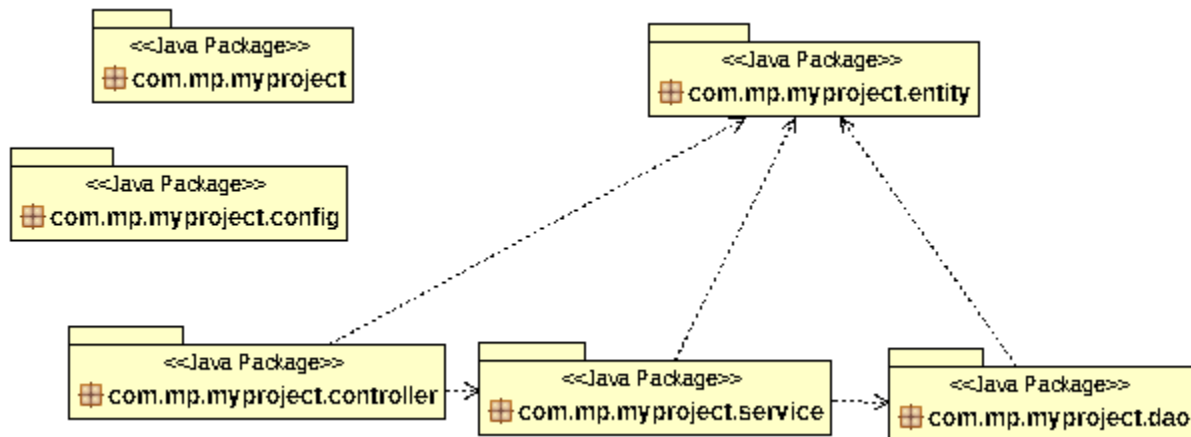 <<Java Package>>
com.mp.myproject
<<Java Package>>
com.mp.myproject.entity
<<Java Package>>
com.mp.myproject.config
<<Java Package>>
com.mp.myproject.controller
<<Java Package>>
com.mp.myproject.service
<<Java Package>>
com.mp.myproject.dao